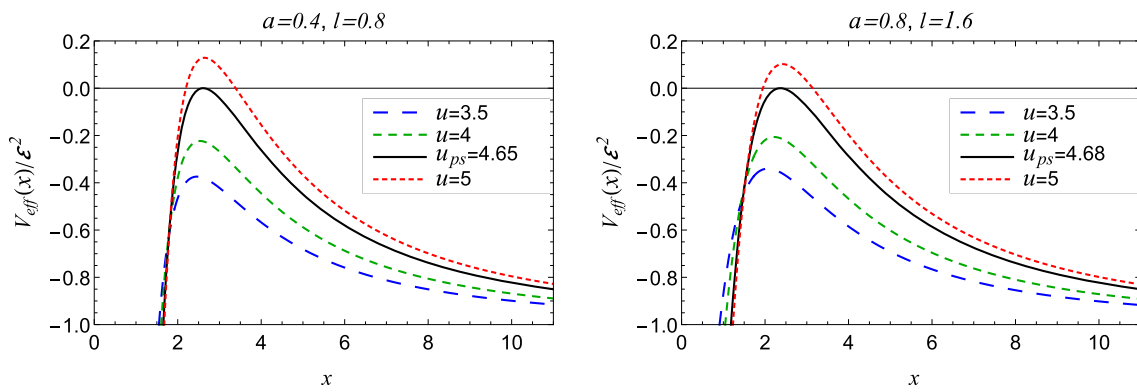 a=0.4, l=0.8
V_eff(x)/ℰ²
0.2
0.0
−0.2
−0.4
−0.6
−0.8
−1.0
u=3.5
u=4
u_ps=4.65
u=5
0 2 4 6 8 10
x
a=0.8, l=1.6
V_eff(x)/ℰ²
0.2
0.0
−0.2
−0.4
−0.6
−0.8
−1.0
u=3.5
u=4
u_ps=4.68
u=5
0 2 4 6 8 10
x